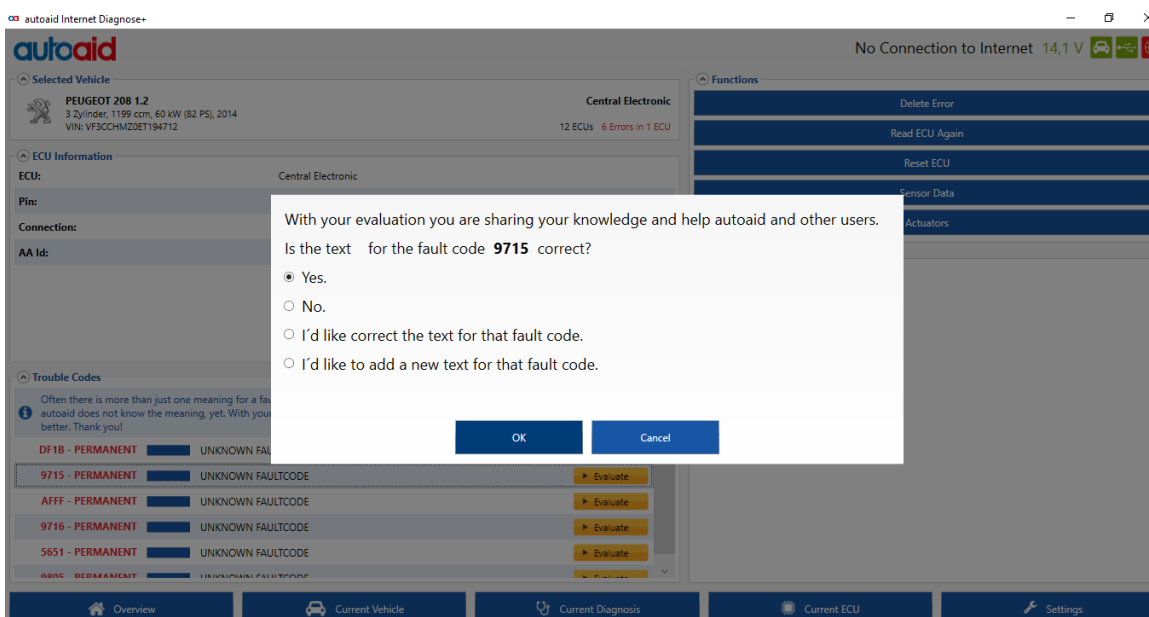 autoaid Internet Diagnose+
autoaid
No Connection to Internet 14,1 V
Selected Vehicle
PEUGEOT 208 1.2
3 Zylinder, 1199 ccm, 60 kW (82 PS), 2014
VIN: VF3CCHMZ0ET194712
Central Electronic
12 ECUs 6 Errors in 1 ECU
Functions
Delete Error
Read ECU Again
Reset ECU
Sensor Data
Actuators
ECU Information
ECU: Central Electronic
Pin:
Connection:
AA Id:
With your evaluation you are sharing your knowledge and help autoaid and other users.
Is the text for the fault code 9715 correct?
Yes.
No.
I´d like correct the text for that fault code.
I´d like to add a new text for that fault code.
OK Cancel
Trouble Codes
Often there is more than just one meaning for a
autoaid does not know the meaning, yet. With your
better. Thank you!
DF1B - PERMANENT UNKNOWN
9715 - PERMANENT UNKNOWN FAULTCODE Evaluate
AFFF - PERMANENT UNKNOWN FAULTCODE Evaluate
9716 - PERMANENT UNKNOWN FAULTCODE Evaluate
5651 - PERMANENT UNKNOWN FAULTCODE Evaluate
9805 - PERMANENT UNKNOWN FAULTCODE Evaluate
Overview Current Vehicle Current Diagnosis Current ECU Settings